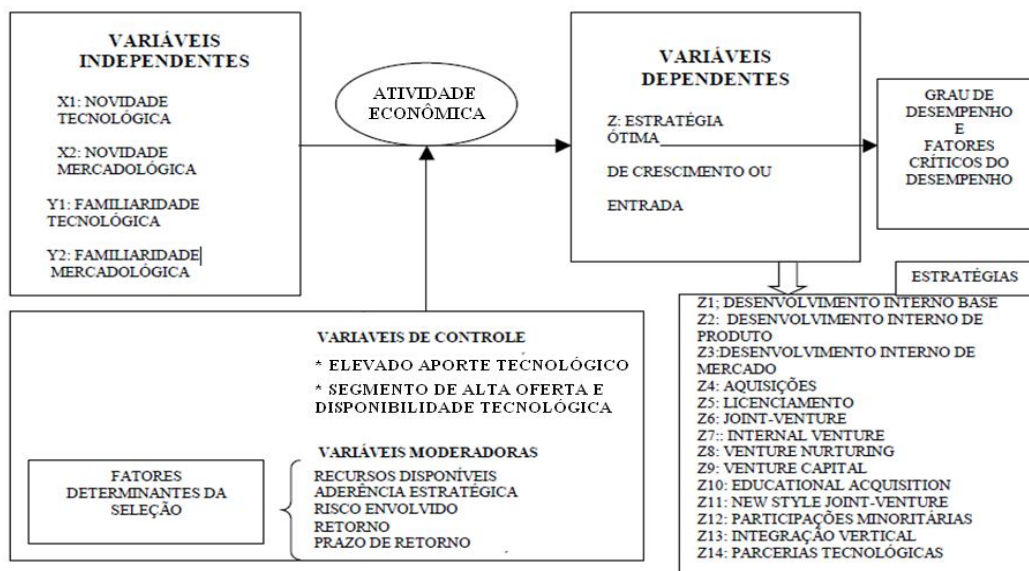 VARIÁVEIS
INDEPENDENTES
X1: NOVIDADE
TECNOLÓGICA
X2: NOVIDADE
MERCADOLÓGICA
Y1: FAMILIARIDADE
TECNOLÓGICA
Y2: FAMILIARIDADE
MERCADOLÓGICA
ATIVIDADE
ECONÔMICA
VARIÁVEIS
DEPENDENTES
Z: ESTRATÉGIA
ÓTIMA
DE CRESCIMENTO OU
ENTRADA
GRAU DE
DESEMPENHO
E
FATORES
CRÍTICOS DO
DESEMPENHO
VARIAVEIS DE CONTROLE
* ELEVADO APORTE TECNOLÓGICO
* SEGMENTO DE ALTA OFERTA E
DISPONIBILIDADE TECNOLÓGICA
VARIÁVEIS MODERADORAS
FATORES
DETERMINANTES DA
SELEÇÃO
RECURSOS DISPONÍVEIS
ADERÊNCIA ESTRATÉGICA
RISCO ENVOLVIDO
RETORNO
PRAZO DE RETORNO
ESTRATÉGIAS
Z1; DESENVOLVIMENTO INTERNO BASE
Z2: DESENVOLVIMENTO INTERNO DE
PRODUTO
Z3:DESENVOLVIMENTO INTERNO DE
MERCADO
Z4: AQUISIÇÕES
Z5: LICENCIAMENTO
Z6: JOINT-VENTURE
Z7:: INTERNAL VENTURE
Z8: VENTURE NURTURING
Z9: VENTURE CAPITAL
Z10: EDUCATIONAL ACQUISITION
Z11: NEW STYLE JOINT-VENTURE
Z12: PARTICIPAÇÕES MINORITÁRIAS
Z13: INTEGRAÇÃO VERTICAL
Z14: PARCERIAS TECNOLÓGICAS